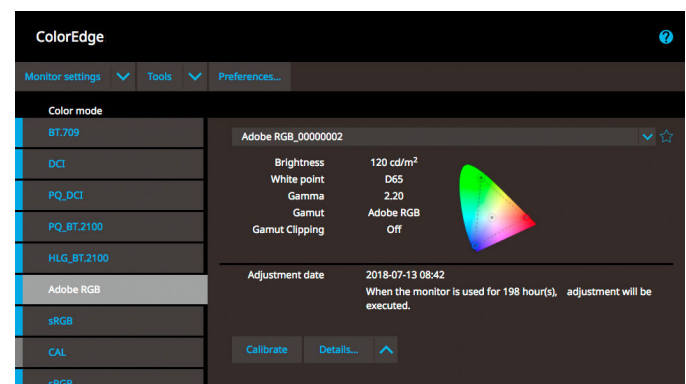 ColorEdge
?
Monitor settings Tools Preferences...
Color mode
BT.709
DCI
PQ_DCI
PQ_BT.2100
HLG_BT.2100
Adobe RGB
sRGB
CAL
sRGB
Adobe RGB_00000002
Brightness 120 cd/m²
White point D65
Gamma 2.20
Gamut Adobe RGB
Gamut Clipping Off
Adjustment date 2018-07-13 08:42
When the monitor is used for 198 hour(s), adjustment will be
executed.
Calibrate Details...